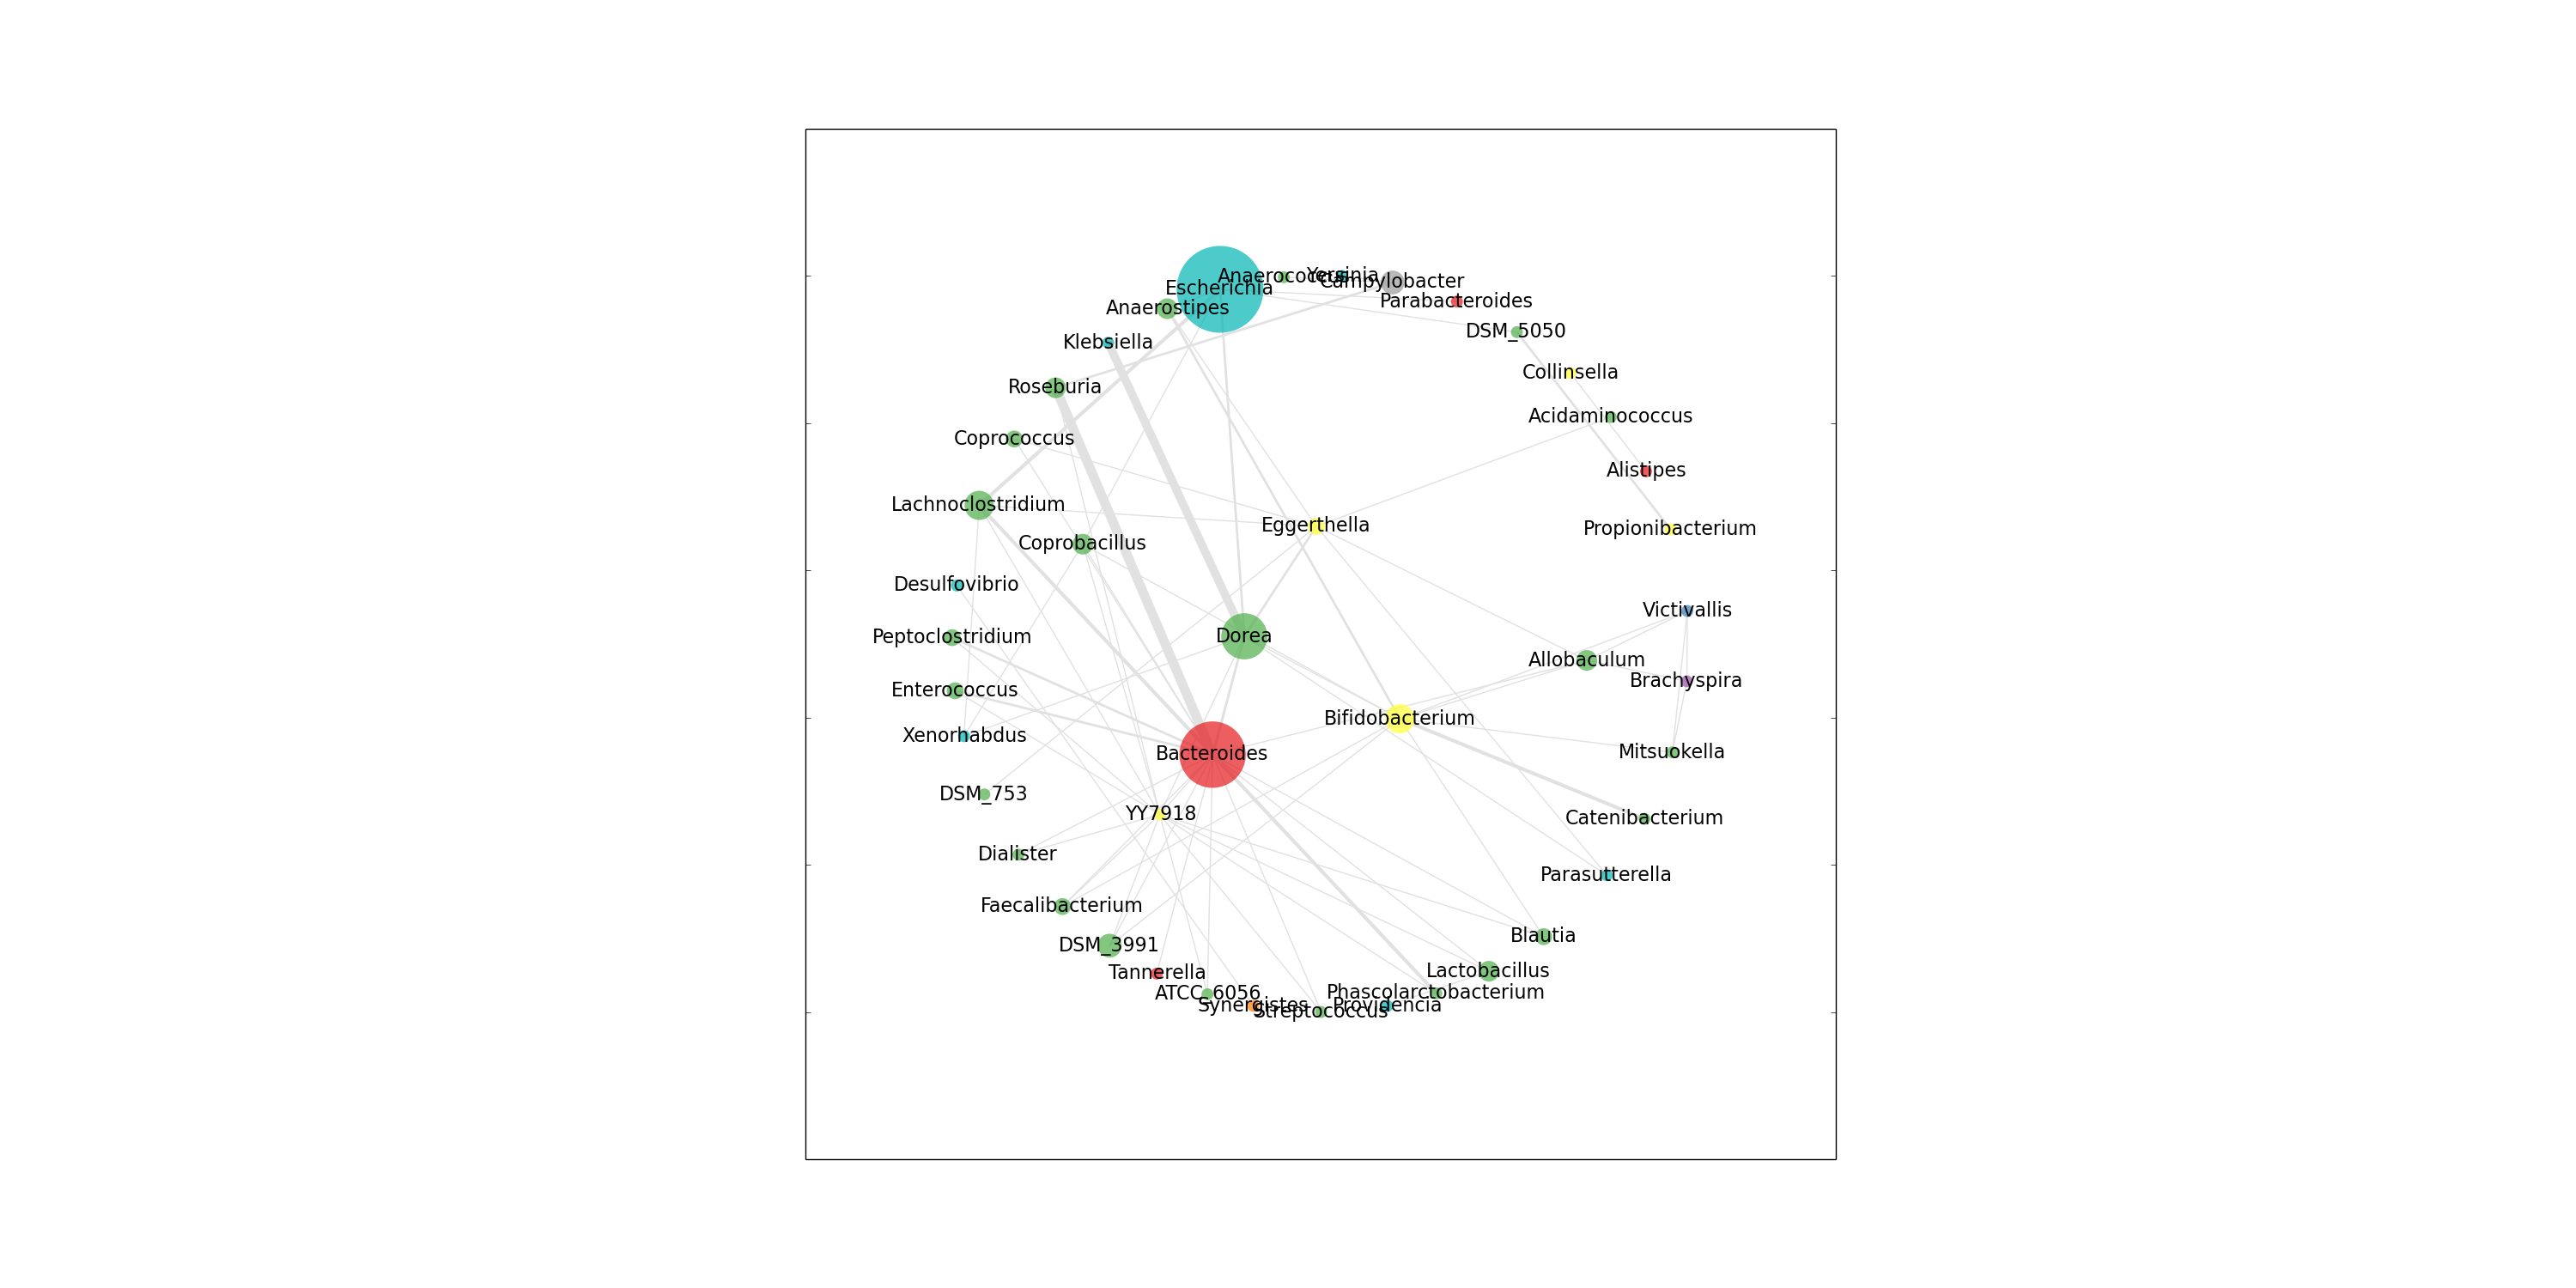 Anaerococcus
Yersinia
Campylobacter
Escherichia
Parabacteroides
Anaerostipes
DSM_5050
Klebsiella
Collinsella
Roseburia
Acidaminococcus
Coprococcus
Alistipes
Lachnoclostridium
Eggerthella
Propionibacterium
Coprobacillus
Desulfovibrio
Victivallis
Peptoclostridium
Dorea
Allobaculum
Brachyspira
Enterococcus
Bifidobacterium
Xenorhabdus
Bacteroides
Mitsuokella
DSM_753
YY7918
Catenibacterium
Dialister
Parasutterella
Faecalibacterium
Blautia
DSM_3991
Lactobacillus
Tannerella
ATCC_6056
Phascolarctobacterium
Synergistes
Providencia
Streptococcus